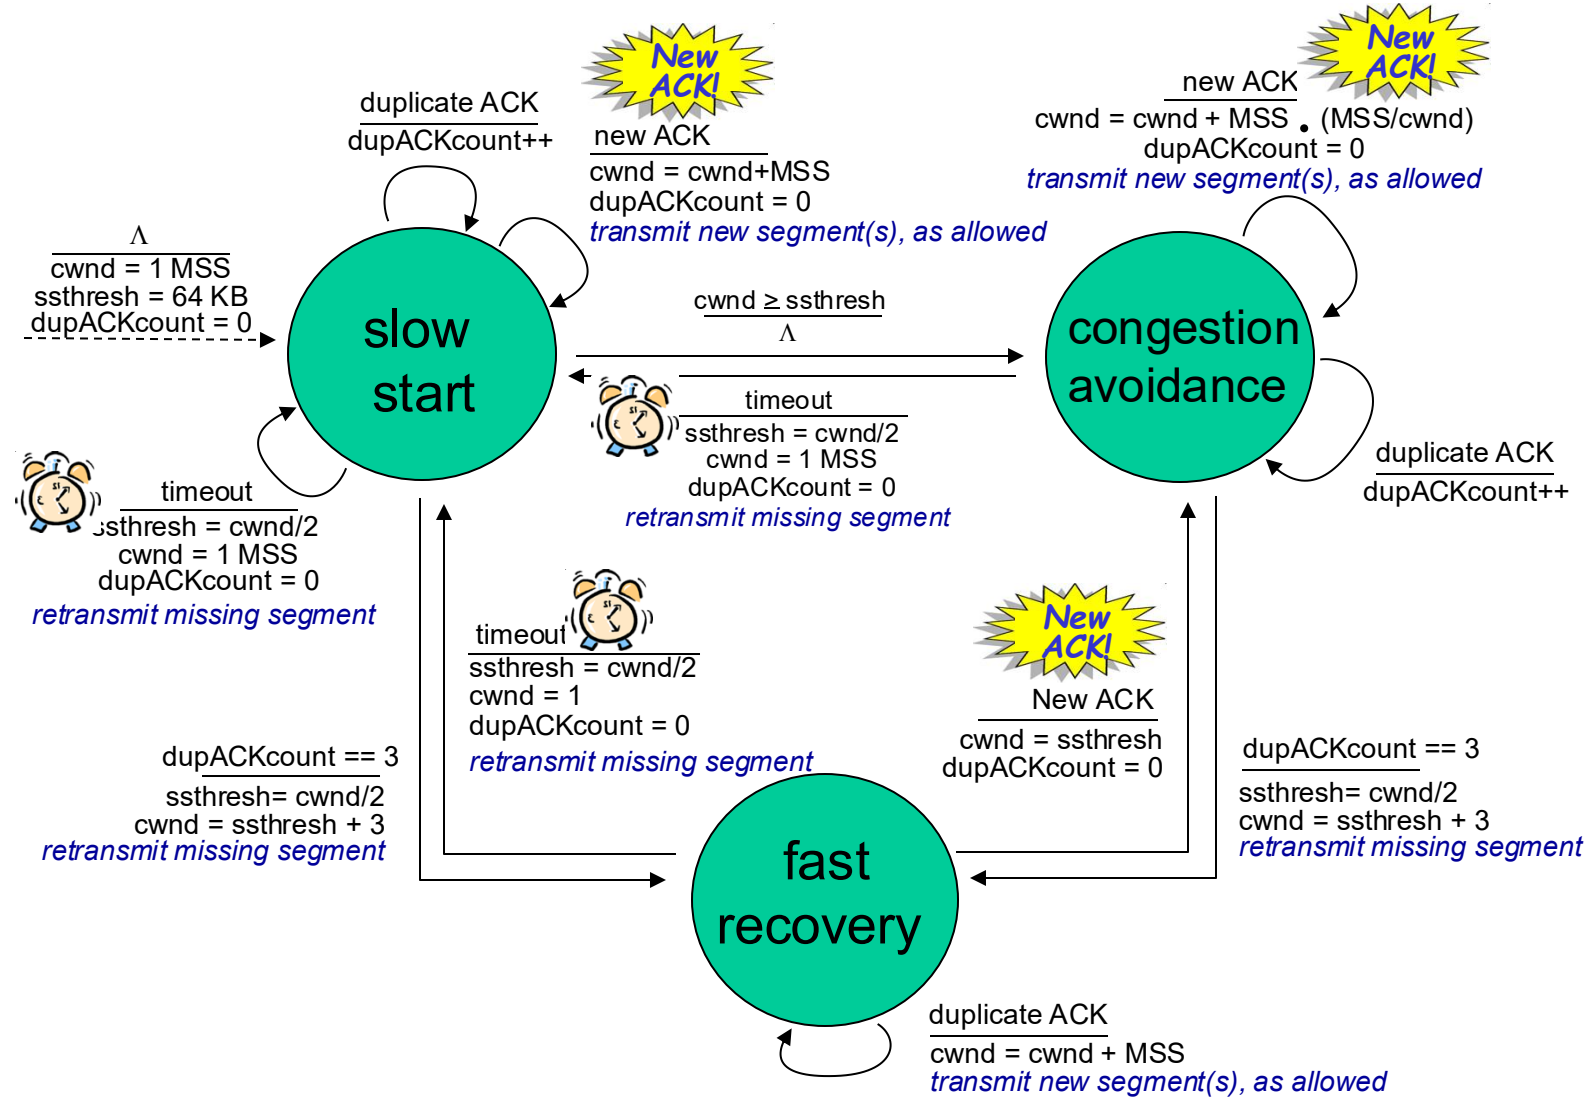 New
ACK!
duplicate ACK
dupACKcount++
new ACK
cwnd = cwnd+MSS
dupACKcount = 0
transmit new segment(s), as allowed
New
ACK!
new ACK
cwnd = cwnd + MSS • (MSS/cwnd)
dupACKcount = 0
transmit new segment(s), as allowed
Λ
cwnd = 1 MSS
ssthresh = 64 KB
dupACKcount = 0
slow
start
cwnd ≥ ssthresh
Λ
congestion
avoidance
timeout
ssthresh = cwnd/2
cwnd = 1 MSS
dupACKcount = 0
retransmit missing segment
duplicate ACK
dupACKcount++
timeout
ssthresh = cwnd/2
cwnd = 1 MSS
dupACKcount = 0
retransmit missing segment
timeout
ssthresh = cwnd/2
cwnd = 1
dupACKcount = 0
retransmit missing segment
New
ACK!
New ACK
cwnd = ssthresh
dupACKcount = 0
dupACKcount == 3
ssthresh= cwnd/2
cwnd = ssthresh + 3
retransmit missing segment
dupACKcount == 3
ssthresh= cwnd/2
cwnd = ssthresh + 3
retransmit missing segment
fast
recovery
duplicate ACK
cwnd = cwnd + MSS
transmit new segment(s), as allowed